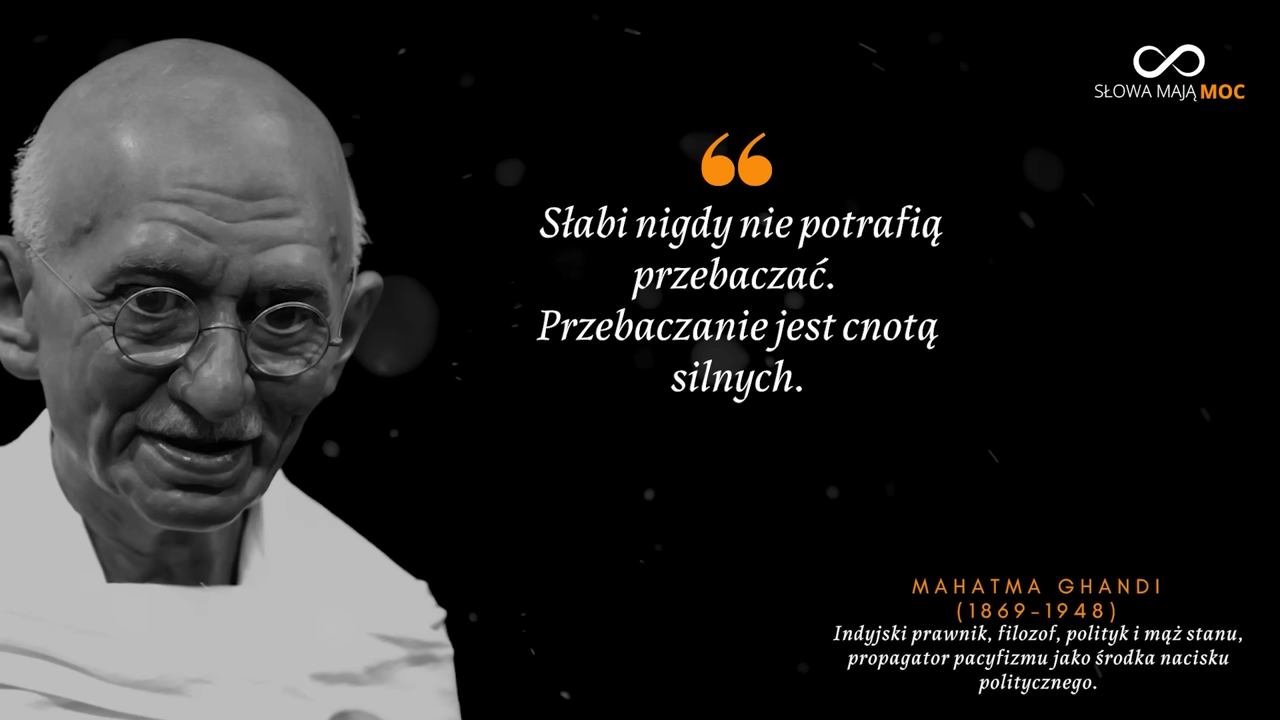 SŁOWA MAJĄ MOC
Słabi nigdy nie potrafią
przebaczać.
Przebaczanie jest cnotą
silnych.
MAHATMA GHANDI
(1869-1948)
Indyjski prawnik, filozof, polityk i mąż stanu,
propagator pacyfizmu jako środka nacisku
politycznego.